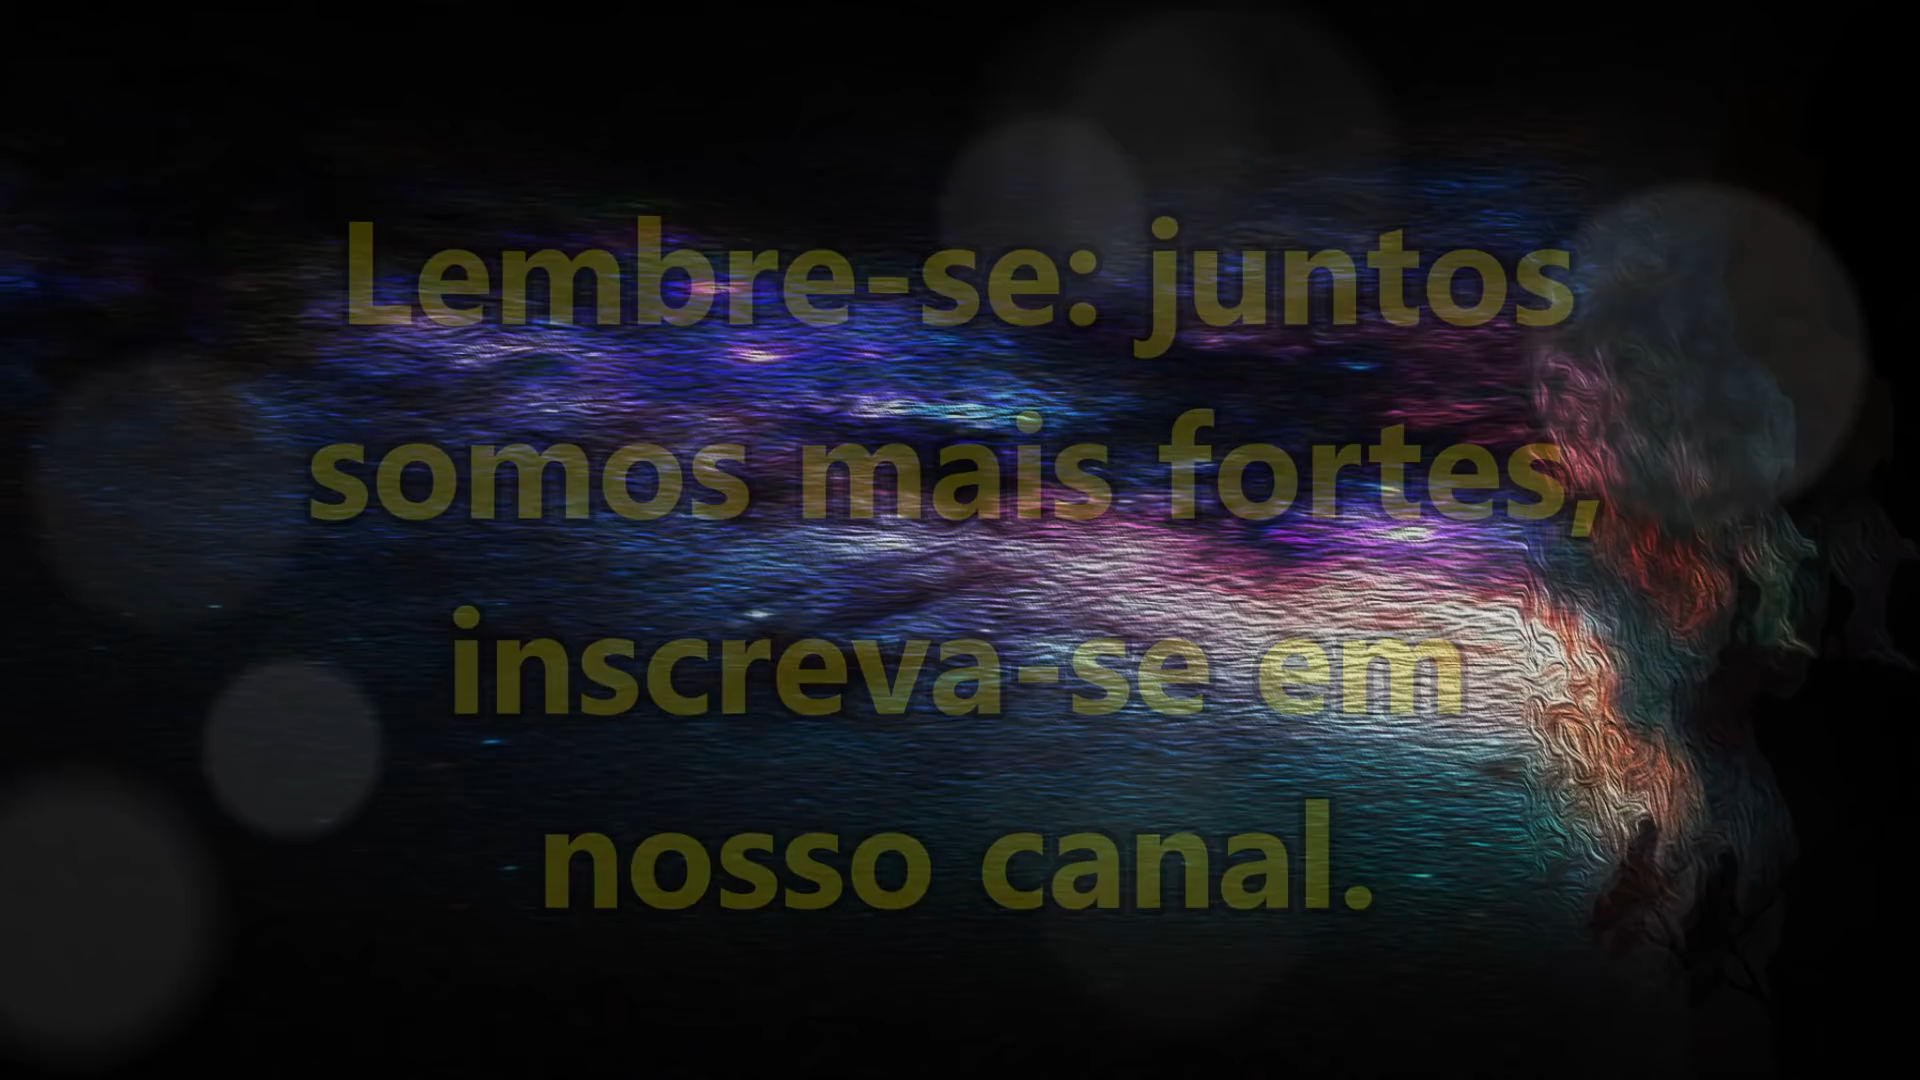 Lembre-se: juntos
somos mais fortes,
inscreva-se em
nosso canal.